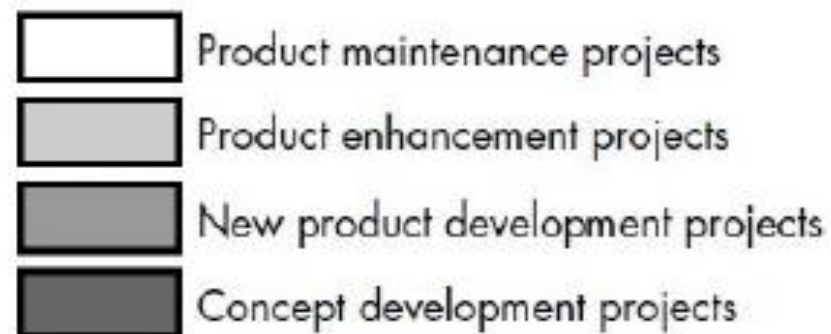 Product maintenance projects
Product enhancement projects
New product development projects
Concept development projects